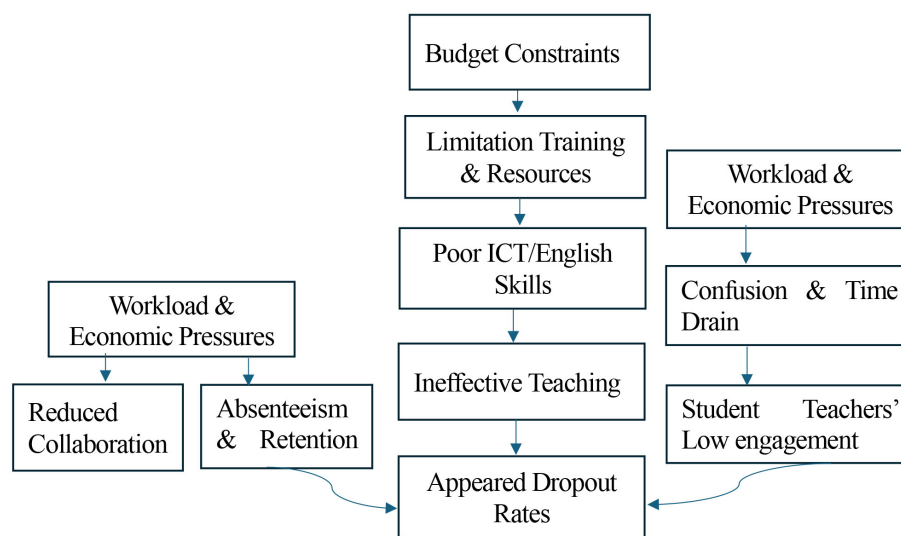 Budget Constraints
Limitation Training
& Resources
Workload &
Economic Pressures
Poor ICT/English
Skills
Confusion & Time
Drain
Workload &
Economic Pressures
Ineffective Teaching
Reduced
Collaboration
Absenteeism
& Retention
Student Teachers’
Low engagement
Appeared Dropout
Rates